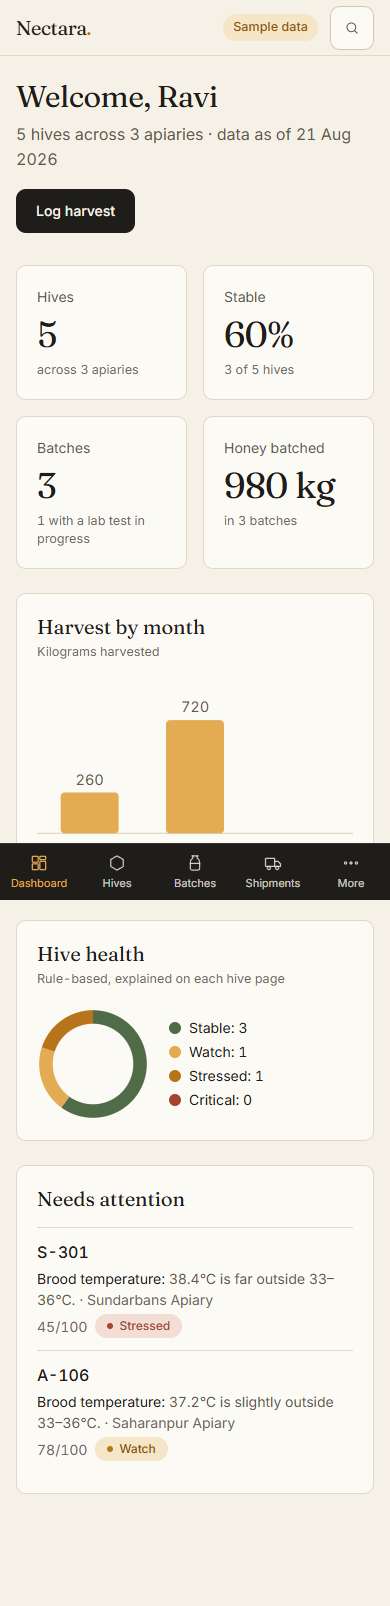 Nectara.
Sample data
Welcome, Ravi
5 hives across 3 apiaries · data as of 21 Aug
2026
Log harvest
Hives
5
across 3 apiaries
Stable
60%
3 of 5 hives
Batches
3
1 with a lab test in
progress
Honey batched
980 kg
in 3 batches
Harvest by month
Kilograms harvested
260
720
Dashboard
Hives
Batches
Shipments
More
Hive health
Rule-based, explained on each hive page
Stable: 3
Watch: 1
Stressed: 1
Critical: 0
Needs attention
S-301
Brood temperature: 38.4°C is far outside 33–
36°C. · Sundarbans Apiary
45/100 Stressed
A-106
Brood temperature: 37.2°C is slightly outside
33–36°C. · Saharanpur Apiary
78/100 Watch